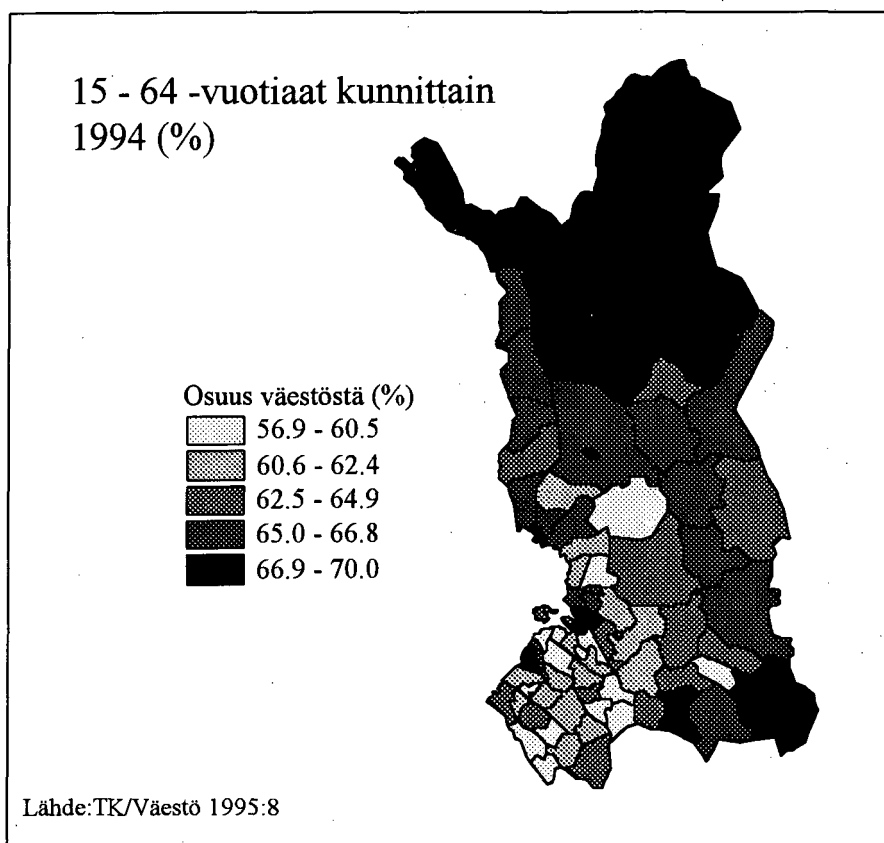 15 - 64 -vuotiaat kunnittain
1994 (%)
Osuus väestöstä (%)
56.9 - 60.5
60.6 - 62.4
62.5 - 64.9
65.0 - 66.8
66.9 - 70.0
Lähde:TK/Väestö 1995:8